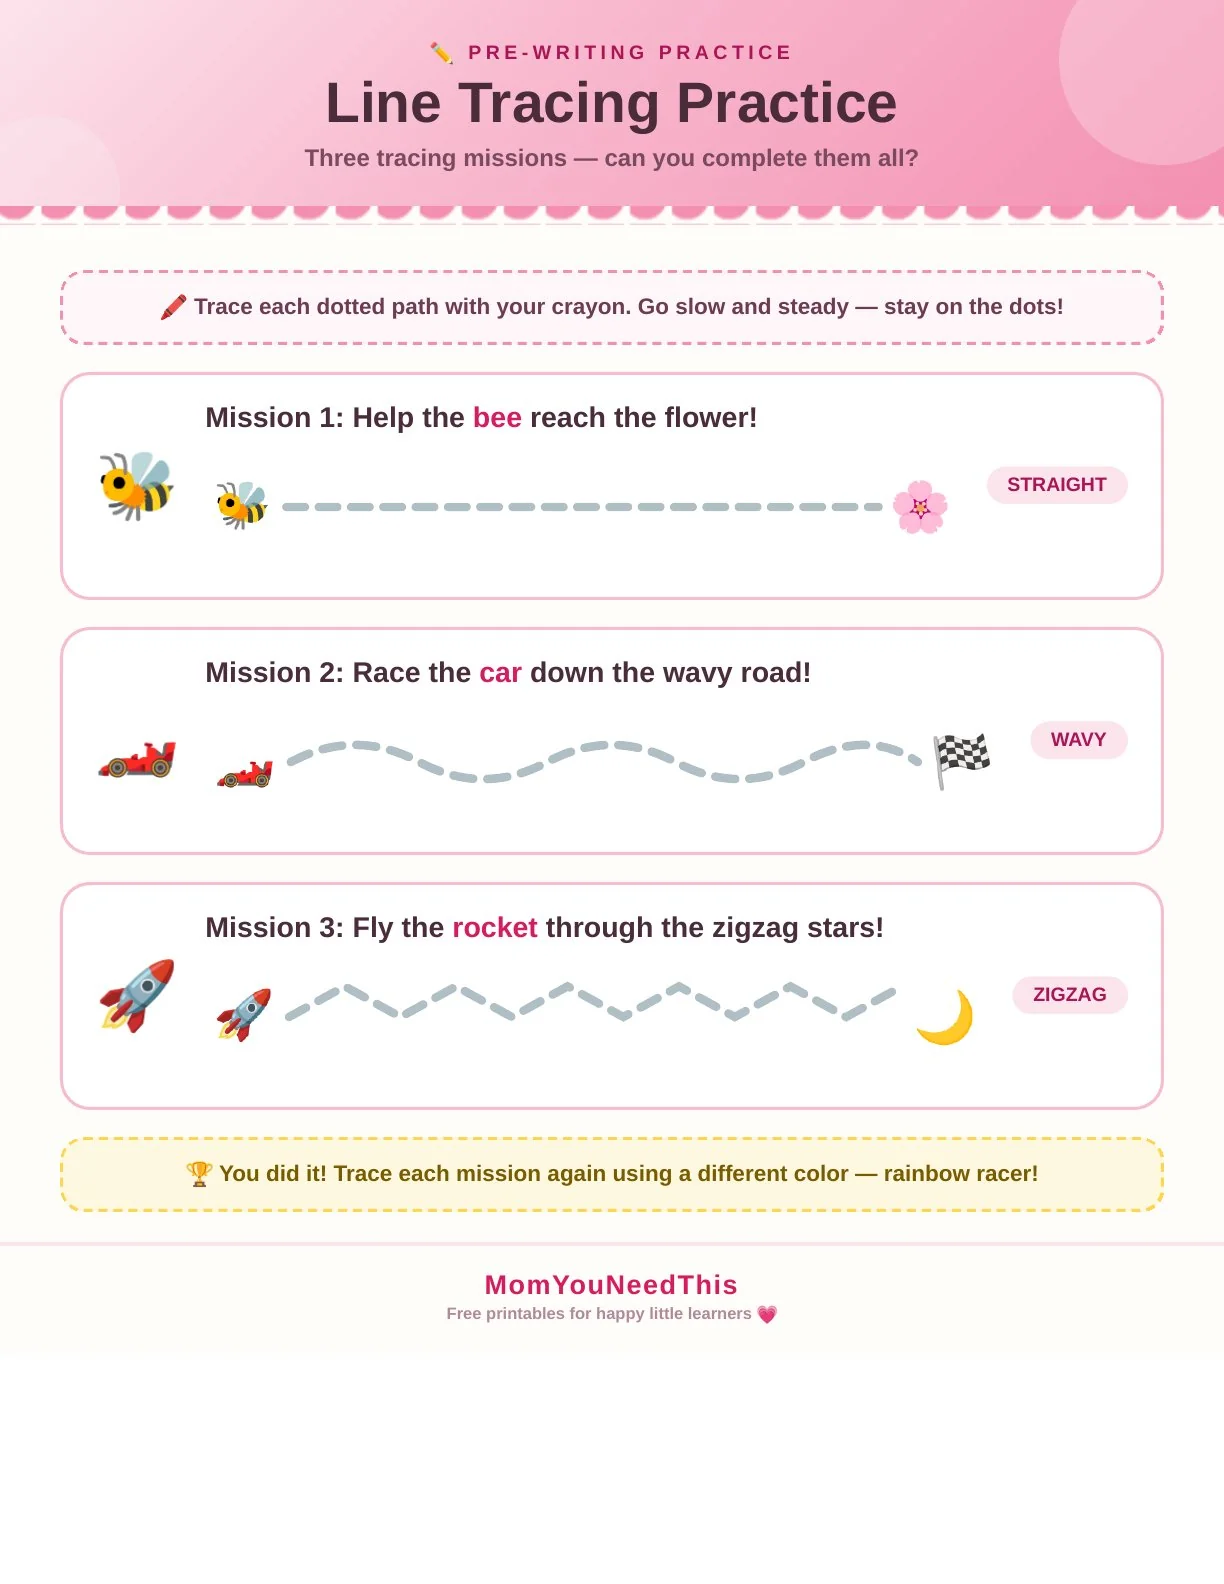 ✏️ PRE-WRITING PRACTICE
Line Tracing Practice
Three tracing missions — can you complete them all?
🖍️ Trace each dotted path with your crayon. Go slow and steady — stay on the dots!
Mission 1: Help the bee reach the flower!
STRAIGHT
Mission 2: Race the car down the wavy road!
WAVY
Mission 3: Fly the rocket through the zigzag stars!
ZIGZAG
🏆 You did it! Trace each mission again using a different color — rainbow racer!
MomYouNeedThis
Free printables for happy little learners 💗